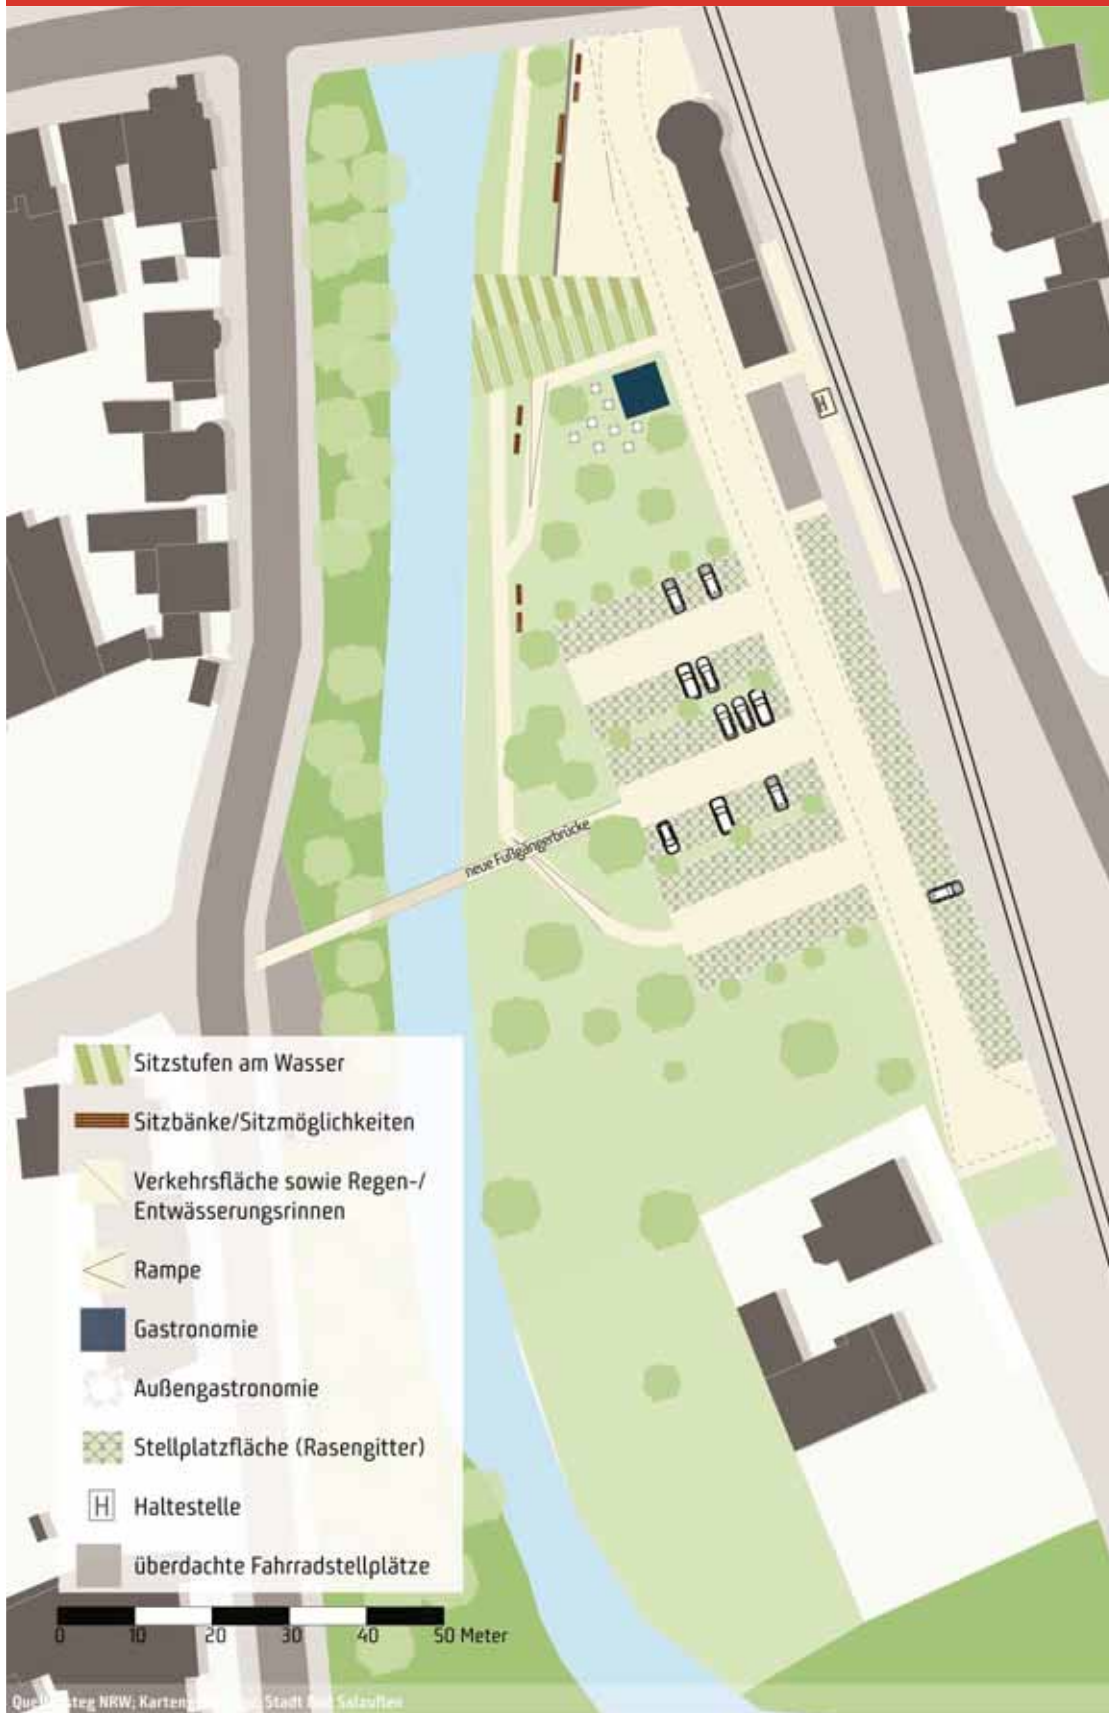 H
neue Fußgängerbrücke
Sitzstufen am Wasser
Sitzbänke/Sitzmöglichkeiten
Verkehrsfläche sowie Regen-/
Entwässerungsrinnen
Rampe
Gastronomie
Außengastronomie
Stellplatzfläche (Rasengitter)
H Haltestelle
überdachte Fahrradstellplätze
0 10 20 30 40 50 Meter
NRW; Stadt Salzuflen